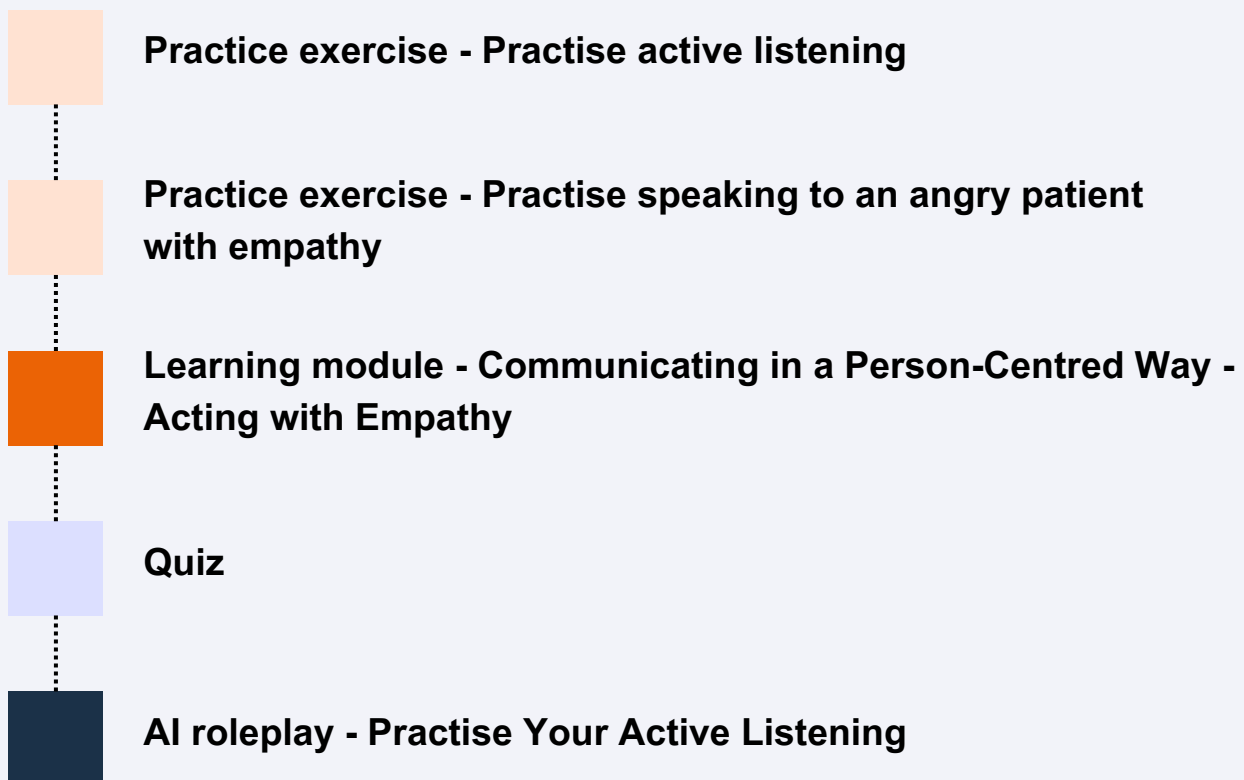 Practice exercise - Practise active listening
Practice exercise - Practise speaking to an angry patient
with empathy
Learning module - Communicating in a Person-Centred Way -
Acting with Empathy
Quiz
AI roleplay - Practise Your Active Listening